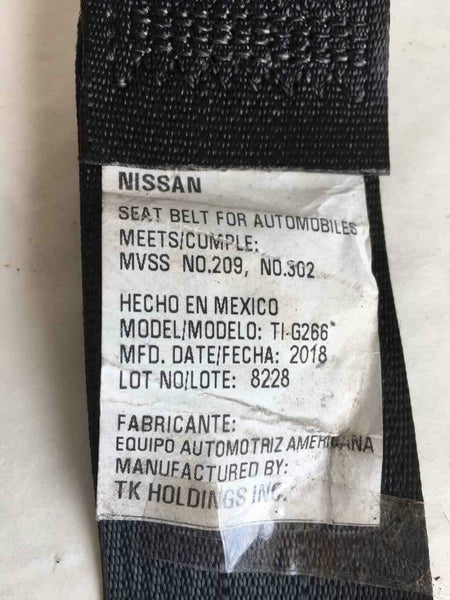 NISSAN
SEAT BELT FOR AUTOMOBILES
MEETS/CUMPLE:
MVSS NO.209, NO.302
HECHO EN MEXICO
MODEL/MODELO: TI-G266
MFD. DATE/FECHA: 2018
LOT NO/LOTE: 8228
FABRICANTE:
EQUIPO AUTOMOTRIZ AMERICANA
MANUFACTURED BY:
TK HOLDINGS INC.